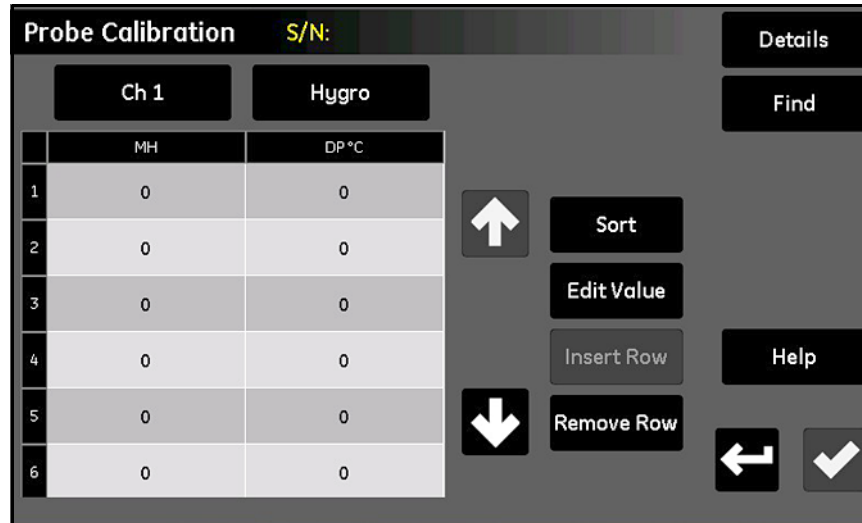 Probe Calibration S/N:
Details
Ch 1 Hygro
Find
MH DP°C
1 0 0
2 0 0
Sort
3 0 0
Edit Value
4 0 0
Insert Row
Help
5 0 0
Remove Row
6 0 0